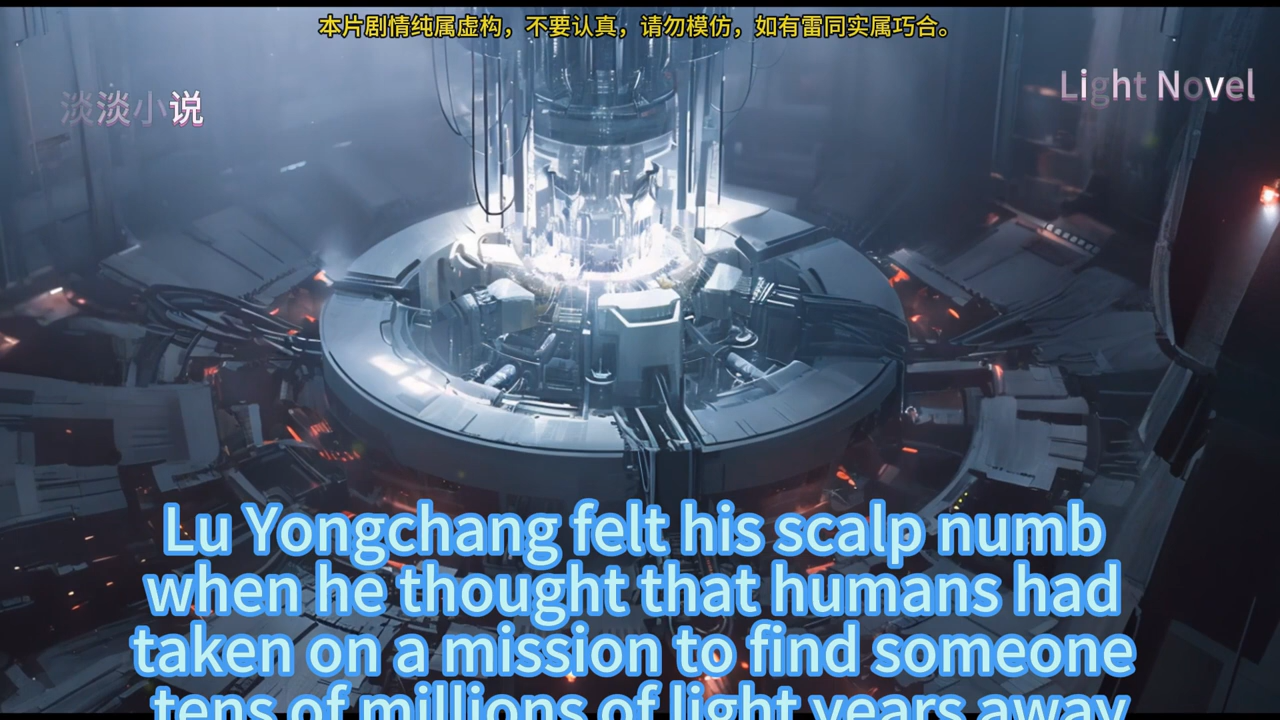 本片剧情纯属虚构，不要认真，请勿模仿，如有雷同实属巧合。
淡淡小说
Light Novel
Lu Yongchang felt his scalp numb
when he thought that humans had
taken on a mission to find someone
tens of millions of light years away